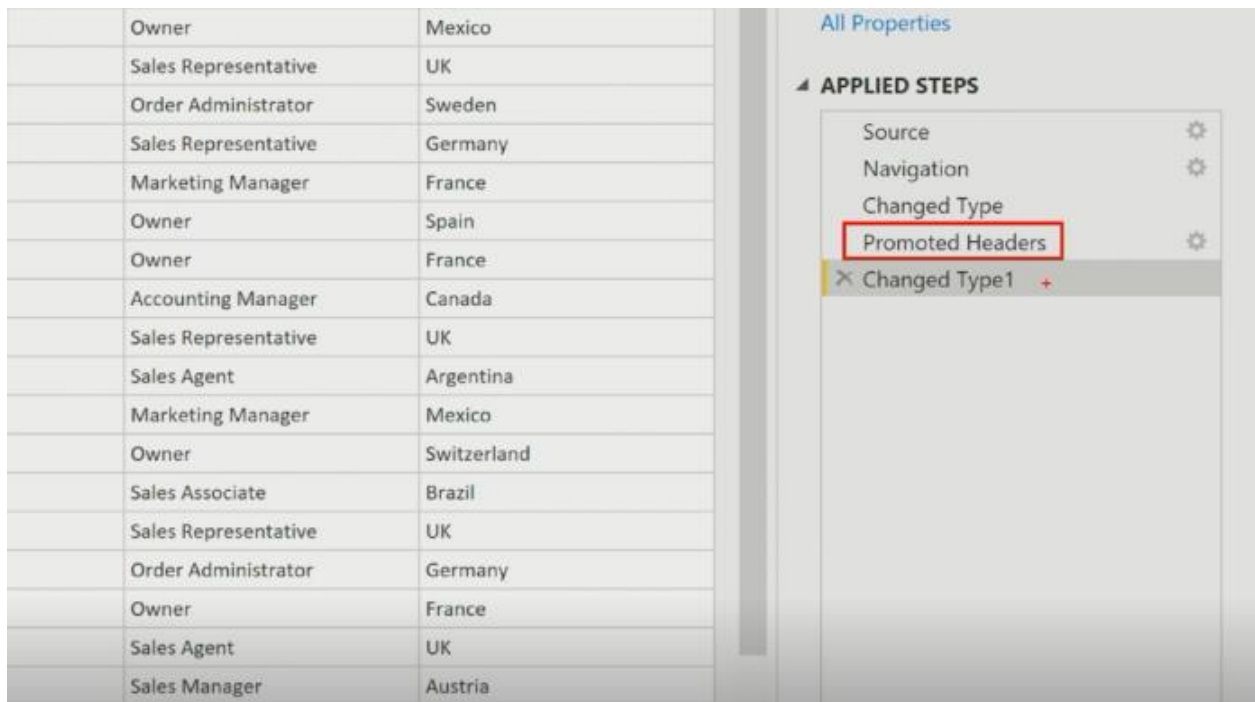 Owner Mexico
Sales Representative UK
Order Administrator Sweden
Sales Representative Germany
Marketing Manager France
Owner Spain
Owner France
Accounting Manager Canada
Sales Representative UK
Sales Agent Argentina
Marketing Manager Mexico
Owner Switzerland
Sales Associate Brazil
Sales Representative UK
Order Administrator Germany
Owner France
Sales Agent UK
Sales Manager Austria
All Properties
APPLIED STEPS
Source
Navigation
Changed Type
Promoted Headers
Changed Type1